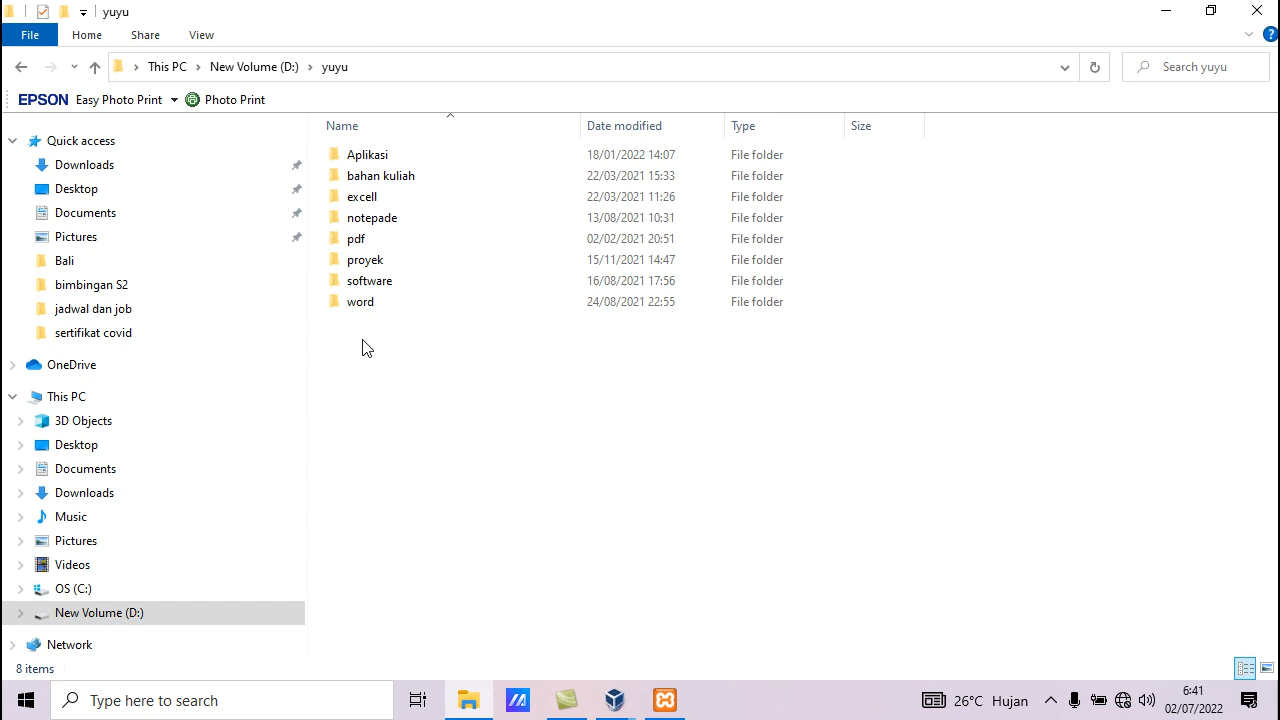 yuyu
File Home Share View
This PC New Volume (D:) yuyu Search yuyu
EPSON Easy Photo Print Photo Print
Name Date modified Type Size
Quick access
Downloads
Desktop
Documents
Pictures
Bali
bimbingan S2
jadwal dan job
sertifikat covid
OneDrive
This PC
3D Objects
Desktop
Documents
Downloads
Music
Pictures
Videos
OS (C:)
New Volume (D:)
Network
Aplikasi 18/01/2022 14:07 File folder
bahan kuliah 22/03/2021 15:33 File folder
excell 22/03/2021 11:26 File folder
notepade 13/08/2021 10:31 File folder
pdf 02/02/2021 20:51 File folder
proyek 15/11/2021 14:47 File folder
software 16/08/2021 17:56 File folder
word 24/08/2021 22:55 File folder
8 items
Type here to search 26°C Hujan 6:41
02/07/2022